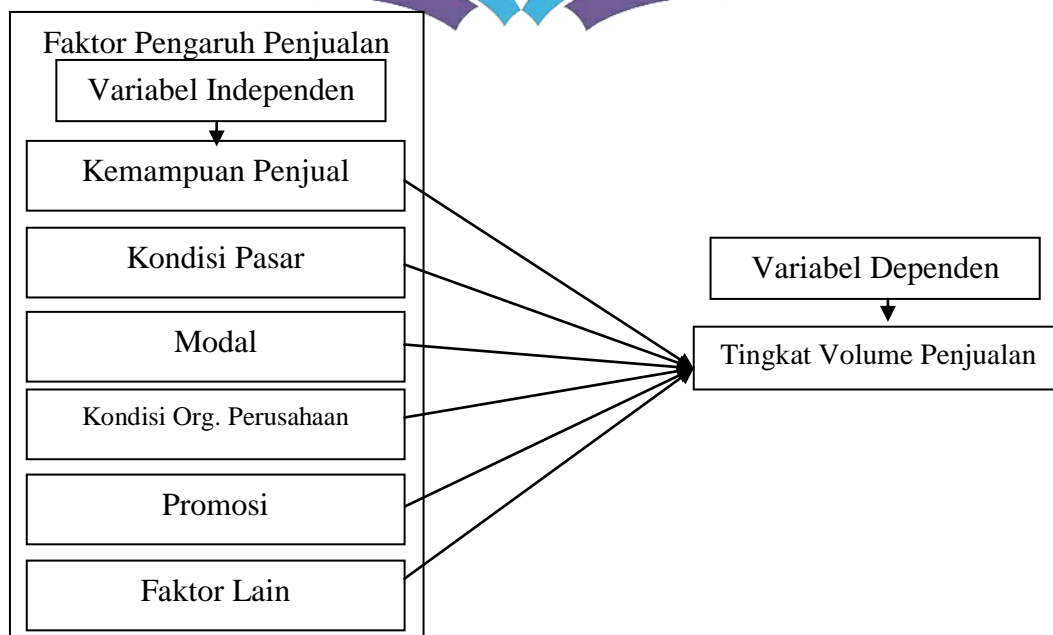 Faktor Pengaruh Penjualan
Variabel Independen
Kemampuan Penjual
Kondisi Pasar
Modal
Kondisi Org. Perusahaan
Promosi
Faktor Lain
Variabel Dependen
Tingkat Volume Penjualan